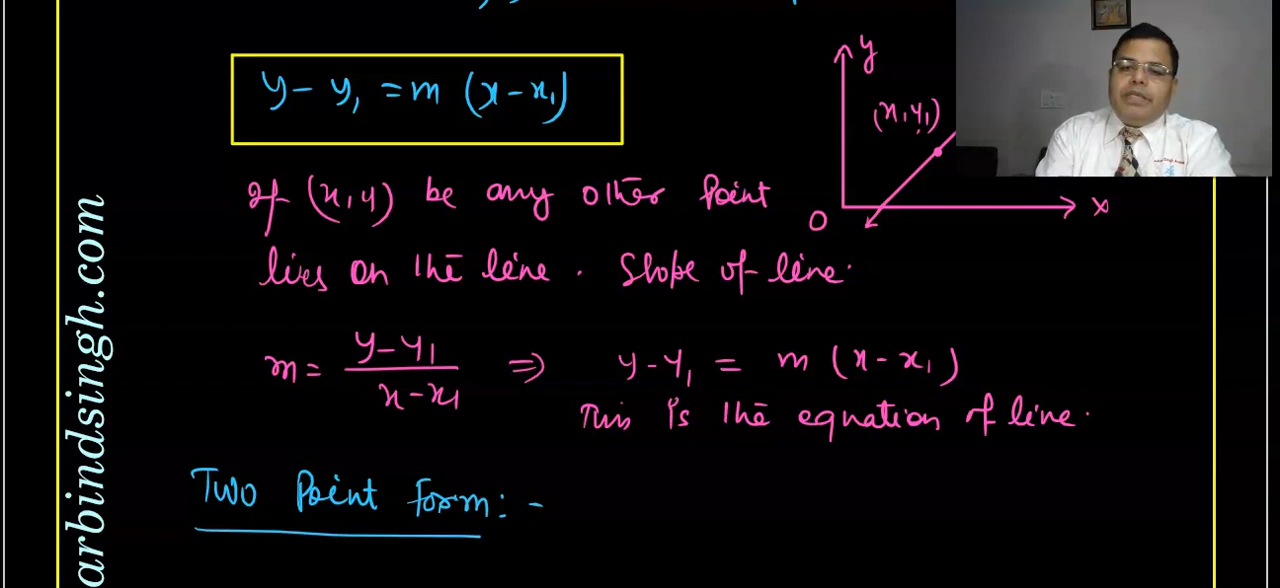 y - y₁ = m (x - x₁)
y
(x₁ y₁)
O
x
If (x, y) be any other Point
lies on the line. Slope of line.
m = y - y₁ / x - x₁ ⇒ y - y₁ = m (x - x₁)
This is the equation of line.
Two Point form: -
arbindsingh.com